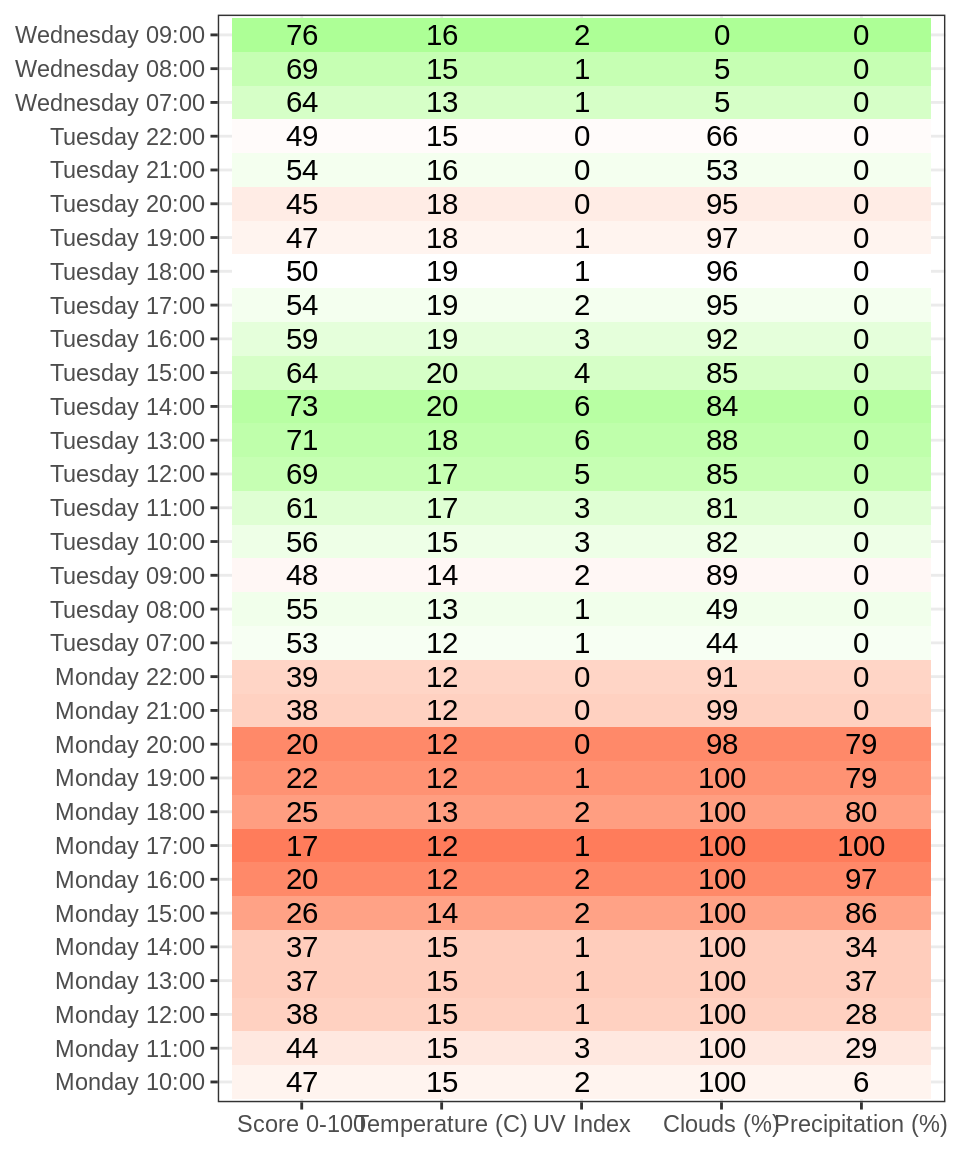 Wednesday 09:00 76 16 2 0 0
Wednesday 08:00 69 15 1 5 0
Wednesday 07:00 64 13 1 5 0
Tuesday 22:00 49 15 0 66 0
Tuesday 21:00 54 16 0 53 0
Tuesday 20:00 45 18 0 95 0
Tuesday 19:00 47 18 1 97 0
Tuesday 18:00 50 19 1 96 0
Tuesday 17:00 54 19 2 95 0
Tuesday 16:00 59 19 3 92 0
Tuesday 15:00 64 20 4 85 0
Tuesday 14:00 73 20 6 84 0
Tuesday 13:00 71 18 6 88 0
Tuesday 12:00 69 17 5 85 0
Tuesday 11:00 61 17 3 81 0
Tuesday 10:00 56 15 3 82 0
Tuesday 09:00 48 14 2 89 0
Tuesday 08:00 55 13 1 49 0
Tuesday 07:00 53 12 1 44 0
Monday 22:00 39 12 0 91 0
Monday 21:00 38 12 0 99 0
Monday 20:00 20 12 0 98 79
Monday 19:00 22 12 1 100 79
Monday 18:00 25 13 2 100 80
Monday 17:00 17 12 1 100 100
Monday 16:00 20 12 2 100 97
Monday 15:00 26 14 2 100 86
Monday 14:00 37 15 1 100 34
Monday 13:00 37 15 1 100 37
Monday 12:00 38 15 1 100 28
Monday 11:00 44 15 3 100 29
Monday 10:00 47 15 2 100 6
Score 0-100 Temperature (C) UV Index Clouds (%) Precipitation (%)